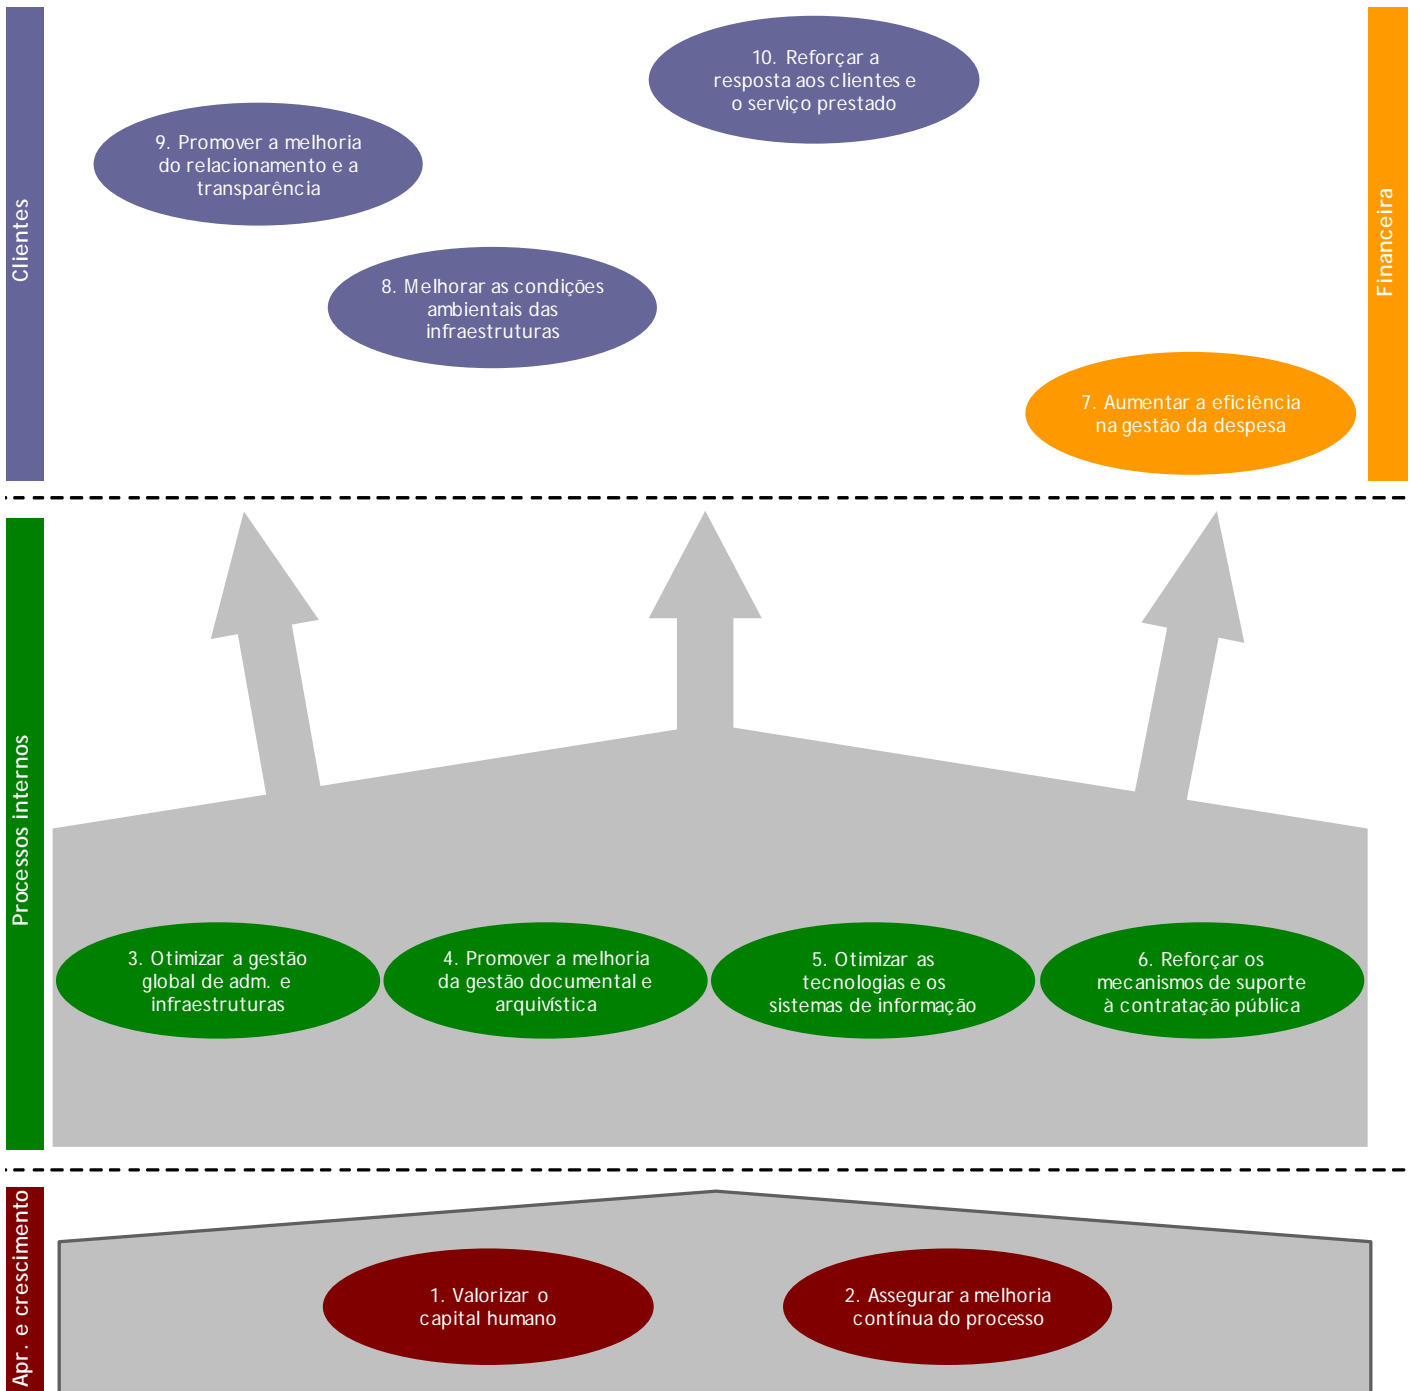 Clientes
10. Reforçar a
resposta aos clientes e
o serviço prestado
9. Promover a melhoria
do relacionamento e a
transparência
8. Melhorar as condições
ambientais das
infraestruturas
Financeira
7. Aumentar a eficiência
na gestão da despesa
Processos internos
3. Otimizar a gestão
global de adm. e
infraestruturas
4. Promover a melhoria
da gestão documental e
arquivística
5. Otimizar as
tecnologias e os
sistemas de informação
6. Reforçar os
mecanismos de suporte
à contratação pública
Apr. e crescimento
1. Valorizar o
capital humano
2. Assegurar a melhoria
contínua do processo